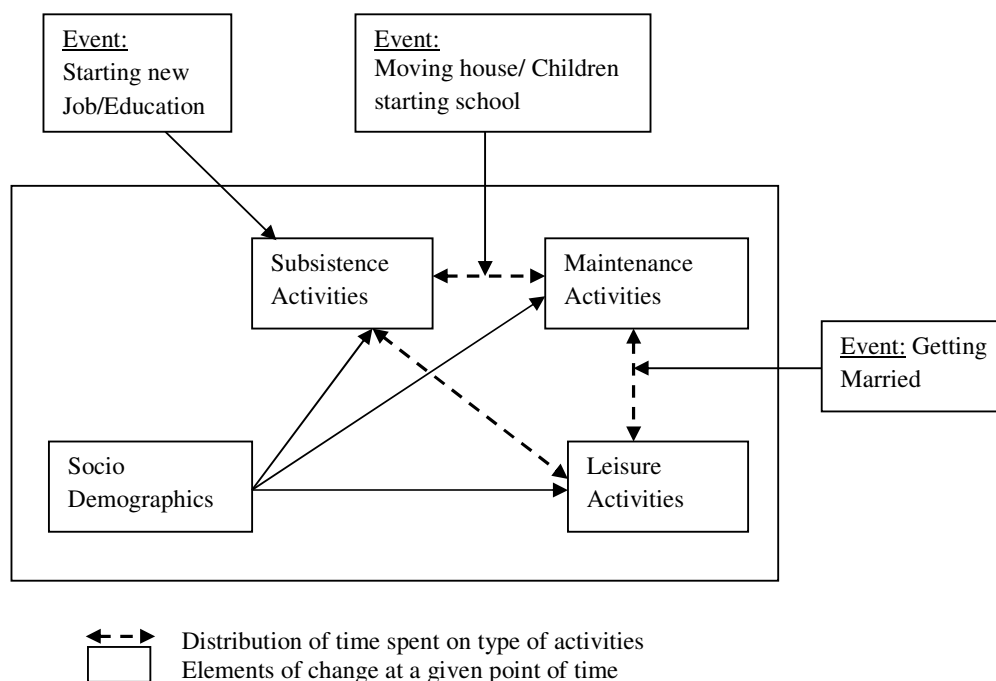 Event:
Starting new
Job/Education
Event:
Moving house/ Children
starting school
Subsistence
Activities
Maintenance
Activities
Event: Getting
Married
Socio
Demographics
Leisure
Activities
Distribution of time spent on type of activities
Elements of change at a given point of time